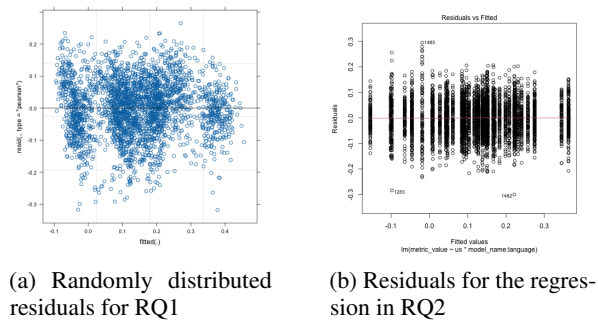 resid(., type = "pearson")
0.2
0.1
0.0
-0.1
-0.2
-0.3
-0.1 0.0 0.1 0.2 0.3 0.4
fitted(.)
(a) Randomly distributed
residuals for RQ1
Residuals vs Fitted
Residuals
0.3
0.2
0.1
0.0
-0.1
-0.2
-0.3
1485
1283
1482
-0.1 0.0 0.1 0.2 0.3
Fitted values
lm(metric_value ~ us * model_name:language)
(b) Residuals for the regres-
sion in RQ2